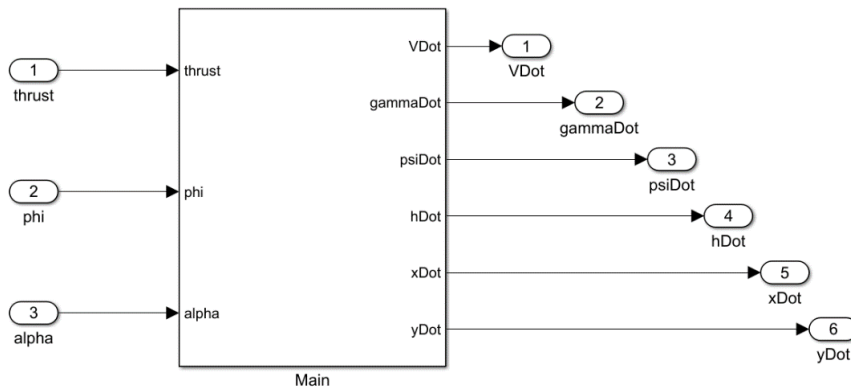 1
thrust
2
phi
3
alpha
thrust
phi
alpha
VDot
gammaDot
psiDot
hDot
xDot
yDot
Main
1
VDot
2
gammaDot
3
psiDot
4
hDot
5
xDot
6
yDot